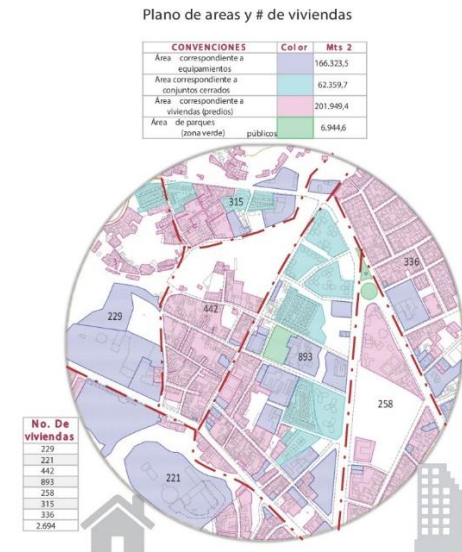 Plano de areas y # de viviendas
CONVENCIONES Color Mts 2
Área correspondiente a
equipamientos
166.323,5
Area correspondiente a
conjuntos cerrados
62.359,7
Área correspondiente a
viviendas (predios)
201.949,4
Área de parques
(zona verde) públicos
6.944,6
315
336
229
442
893
258
221
No. De
viviendas
229
221
442
893
258
315
336
2.694